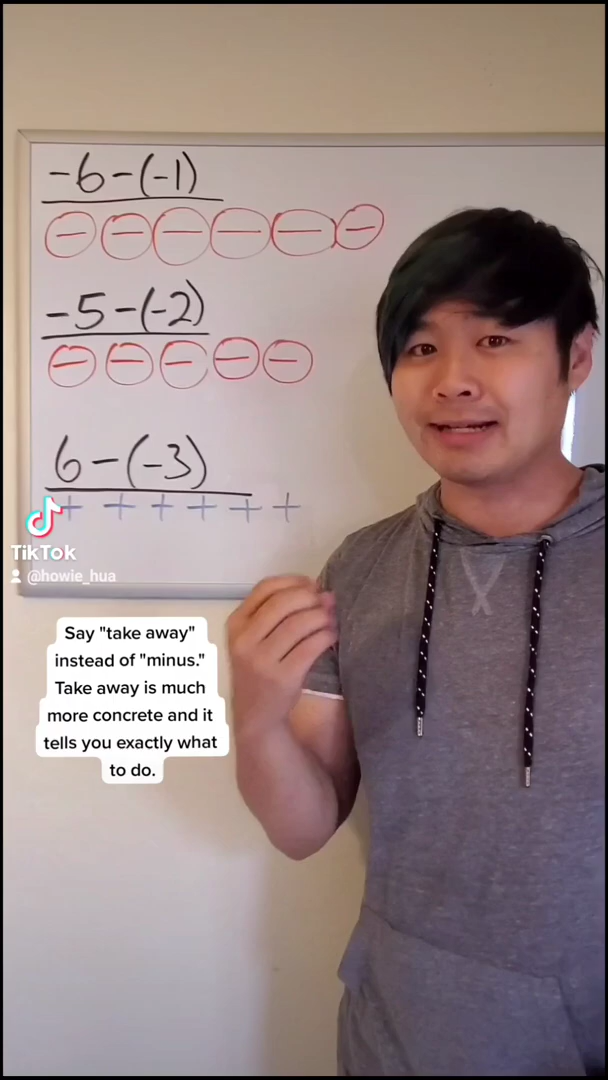 -6-(-1)
- - - - - -
-5-(-2)
- - - - -
6-(-3)
+ + + + + +
TikTok
@howie_hua
Say "take away"
instead of "minus."
Take away is much
more concrete and it
tells you exactly what
to do.